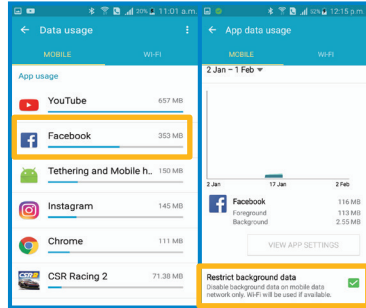 20% 11:01 a.m.
Data usage
MOBILE
WI-FI
App usage
YouTube
657 MB
Facebook
353 MB
Tethering and Mobile h..
150 MB
Instagram
145 MB
Chrome
111 MB
CSR Racing 2
71.38 MB
52% 12:15 p.m
App data usage
MOBILE
WI-FI
2 Jan – 1 Feb
2 Jan
17 Jan
2 Feb
Facebook
116 MB
Foreground
113 MB
Background
2.55 MB
VIEW APP SETTINGS
Restrict background data
Disable background data on mobile data
network only. Wi-Fi will be used if available.